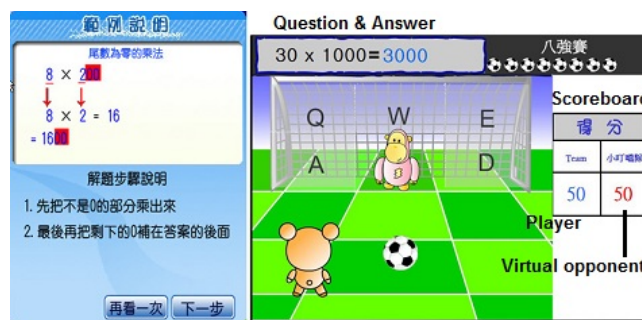 範例說明
尾數為零的乘法
8 × 200
8 × 2 = 16
= 1600
解題步驟說明
1. 先把不是0的部分乘出來
2. 最後再把剩下的0補在答案的後面
再看一次 下一步
Question & Answer
30 x 1000=3000
八強賽
Q W E
A D
Scoreboard
得 分
Team
50 50
Player
Virtual opponent